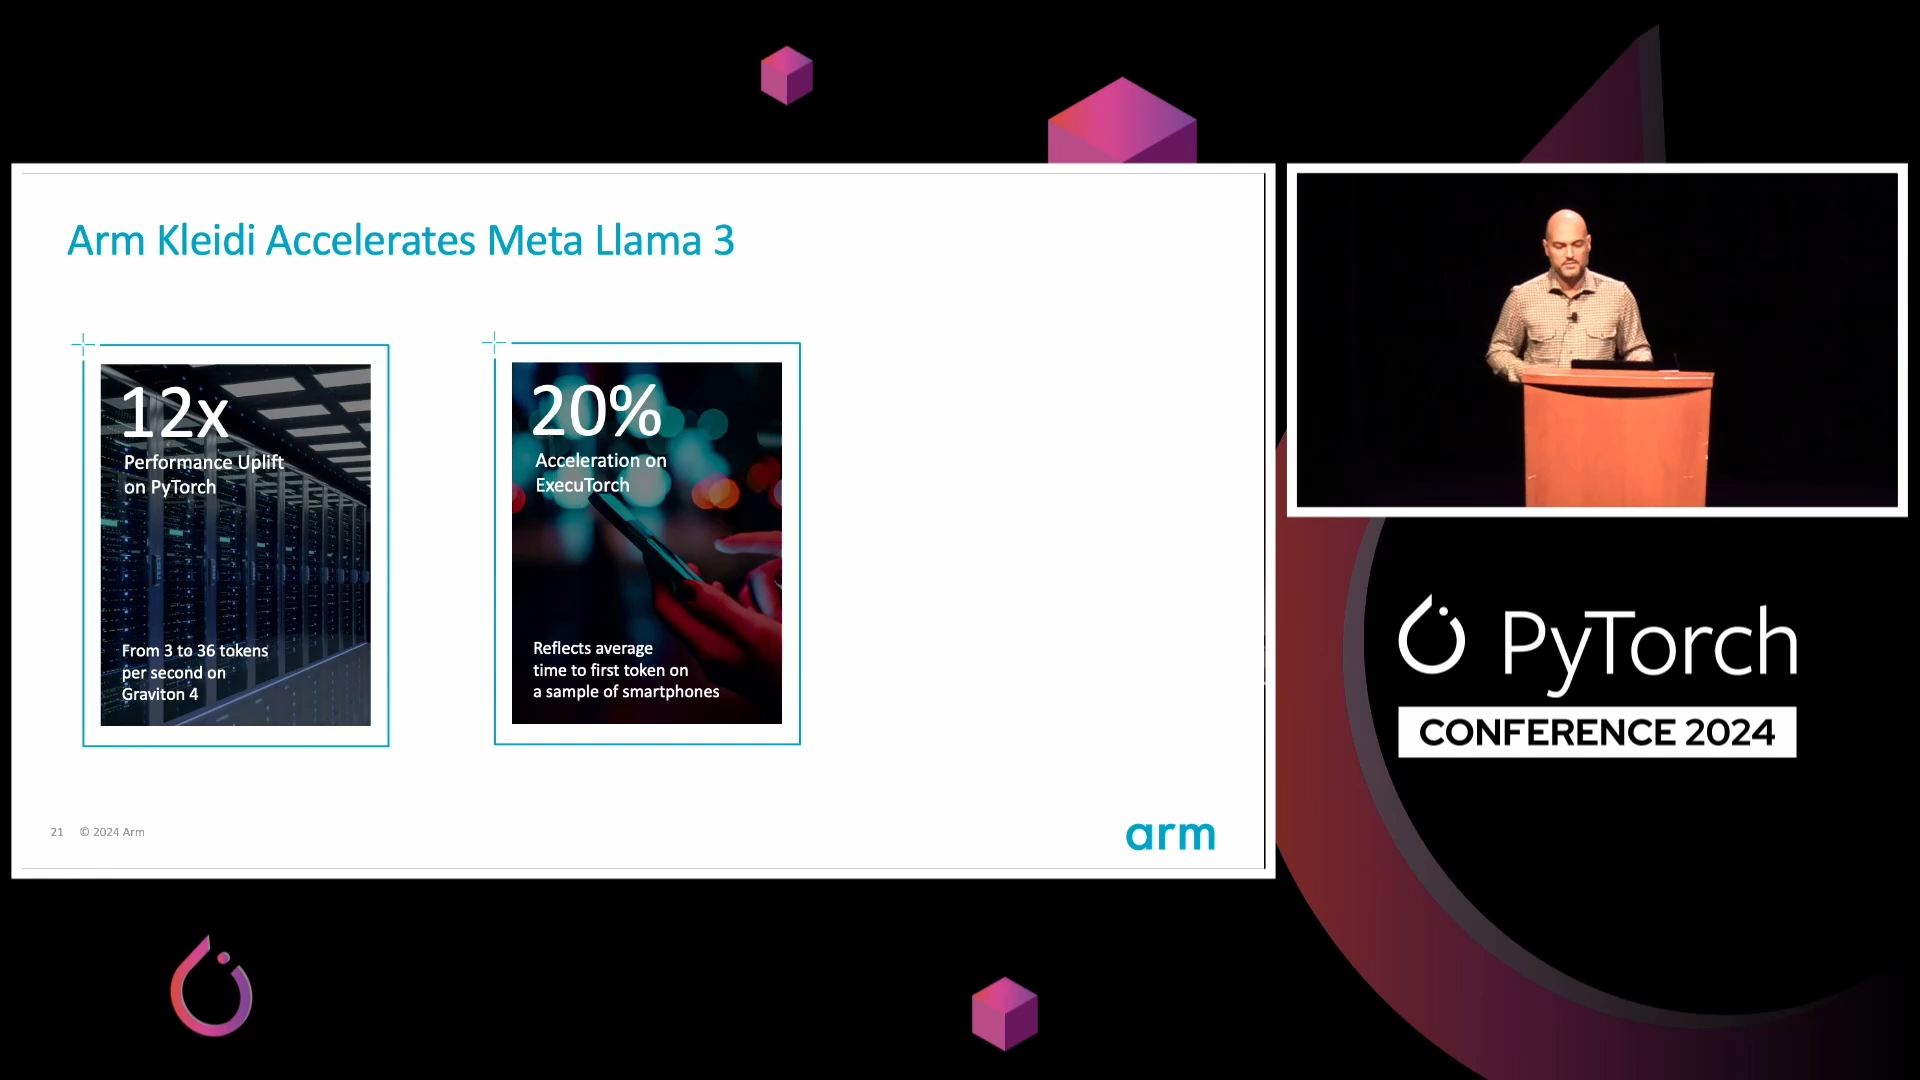 Arm Kleidi Accelerates Meta Llama 3
12x
Performance Uplift
on PyTorch
From 3 to 36 tokens
per second on
Graviton 4
20%
Acceleration on
ExecuTorch
Reflects average
time to first token on
a sample of smartphones
21 © 2024 Arm
arm
PyTorch
CONFERENCE 2024